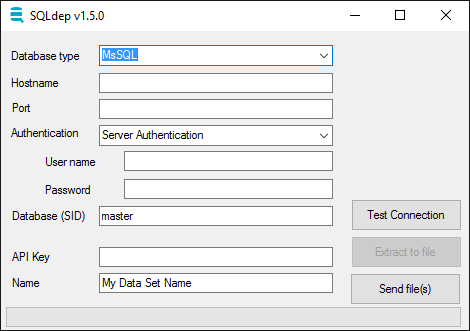 SQLdep v1.5.0
Database type MsSQL
Hostname
Port
Authentication Server Authentication
User name
Password
Database (SID) master
Test Connection
Extract to file
API Key
Name My Data Set Name
Send file(s)